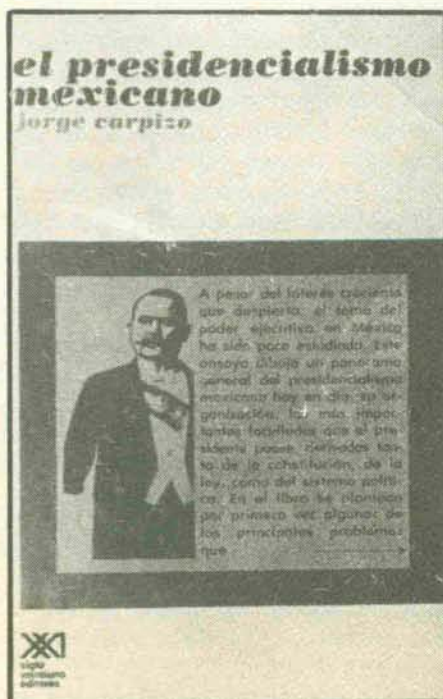 el presidencialismo
mexicano
jorge carpizo
A pesar del interés creciente
que despierta, el tema del
poder ejecutivo en México
ha sido poco estudiado. Este
ensayo dibuja un panorama
general del presidencialismo
mexicano hoy en día, su or-
ganización, las más impor-
tantes facultades que el pre-
sidente posee, derivadas tan-
to de la constitución, de la
ley, como del sistema políti-
co. En el libro se plantean
por primera vez algunos de
los principales problemas
que
XXI
siglo
veintiuno
editores